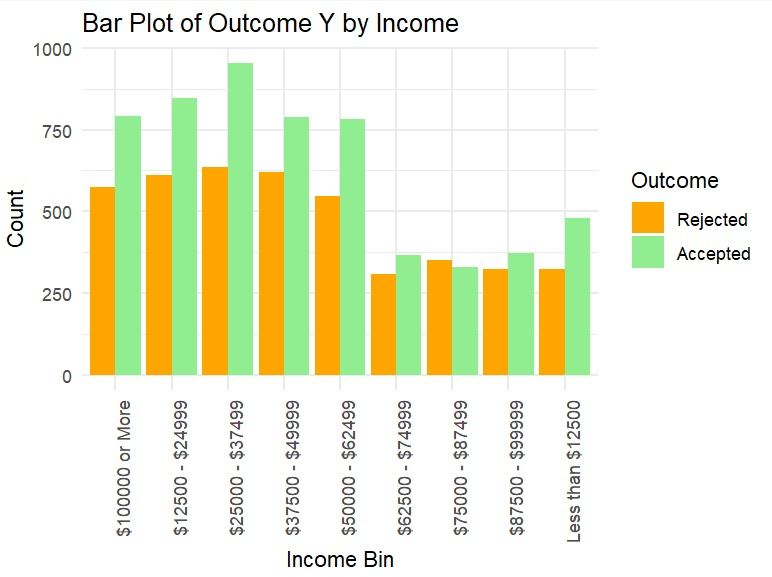 Bar Plot of Outcome Y by Income
1000
750
500
250
0
Count
$100000 or More
$12500 - $24999
$25000 - $37499
$37500 - $49999
$50000 - $62499
$62500 - $74999
$75000 - $87499
$87500 - $99999
Less than $12500
Income Bin
Outcome
Rejected
Accepted